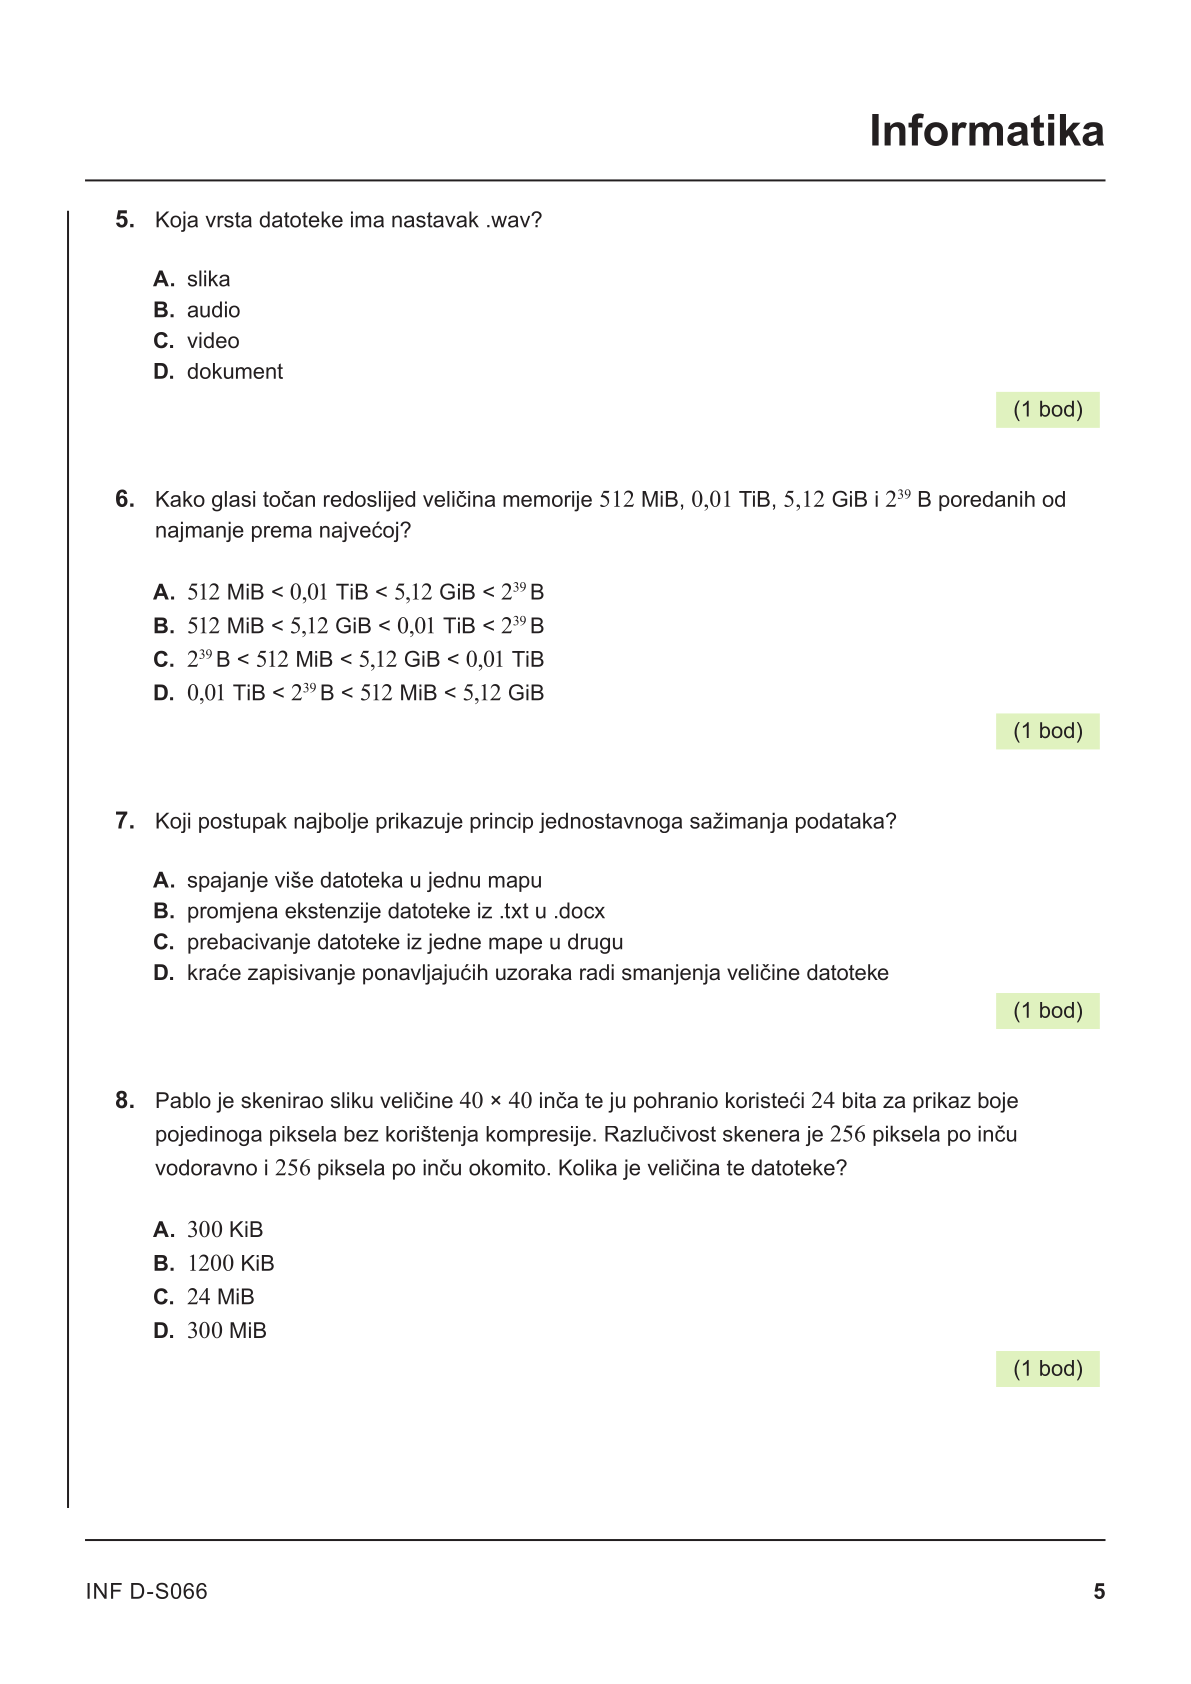 Informatika
5. Koja vrsta datoteke ima nastavak .wav?
A. slika
B. audio
C. video
D. dokument
(1 bod)
6. Kako glasi točan redoslijed veličina memorije 512 MiB, 0,01 TiB, 5,12 GiB i 2³⁹ B poredanih od
najmanje prema najvećoj?
A. 512 MiB < 0,01 TiB < 5,12 GiB < 2³⁹ B
B. 512 MiB < 5,12 GiB < 0,01 TiB < 2³⁹ B
C. 2³⁹ B < 512 MiB < 5,12 GiB < 0,01 TiB
D. 0,01 TiB < 2³⁹ B < 512 MiB < 5,12 GiB
(1 bod)
7. Koji postupak najbolje prikazuje princip jednostavnoga sažimanja podataka?
A. spajanje više datoteka u jednu mapu
B. promjena ekstenzije datoteke iz .txt u .docx
C. prebacivanje datoteke iz jedne mape u drugu
D. kraće zapisivanje ponavljajućih uzoraka radi smanjenja veličine datoteke
(1 bod)
8. Pablo je skenirao sliku veličine 40 × 40 inča te ju pohranio koristeći 24 bita za prikaz boje
pojedinoga piksela bez korištenja kompresije. Razlučivost skenera je 256 piksela po inču
vodoravno i 256 piksela po inču okomito. Kolika je veličina te datoteke?
A. 300 KiB
B. 1200 KiB
C. 24 MiB
D. 300 MiB
(1 bod)
INF D-S066
5